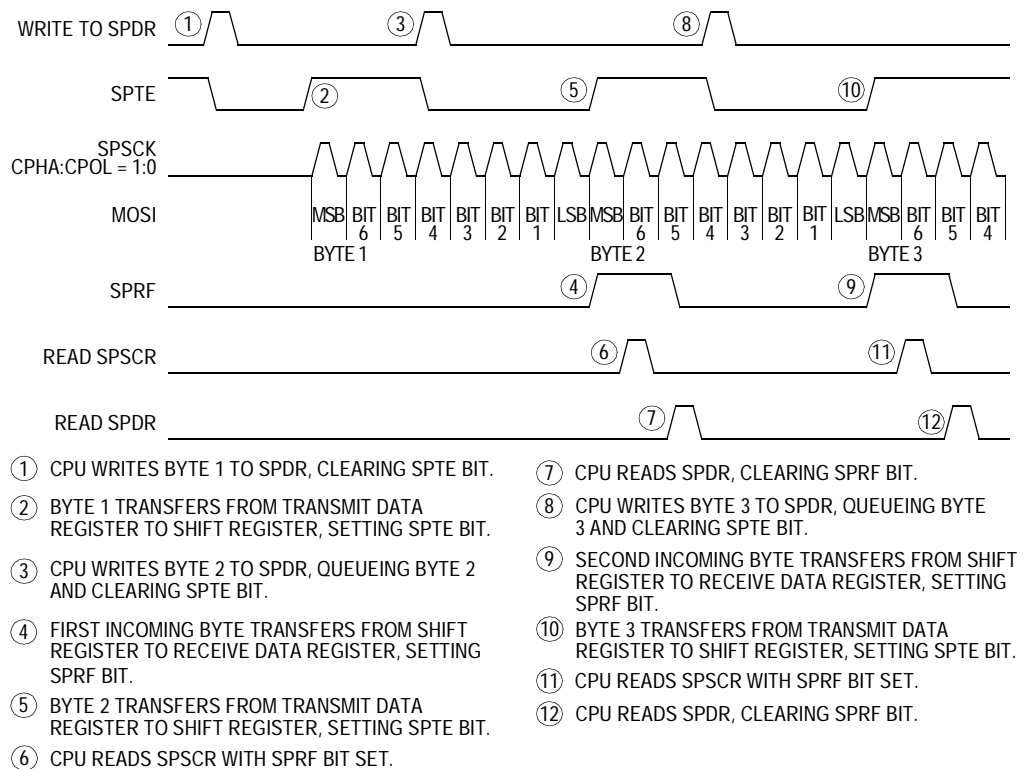 WRITE TO SPDR
1
3
8
SPTE
2
5
10
SPSCK
CPHA:CPOL = 1:0
MOSI
MSB BIT BIT BIT BIT BIT BIT LSB MSB BIT BIT BIT BIT BIT BIT LSB MSB BIT BIT BIT
6 5 4 3 2 1 6 5 4 3 2 1 6 5 4
BYTE 1 BYTE 2 BYTE 3
SPRF
4
9
READ SPSCR
6
11
READ SPDR
7
12
1 CPU WRITES BYTE 1 TO SPDR, CLEARING SPTE BIT.
2 BYTE 1 TRANSFERS FROM TRANSMIT DATA
REGISTER TO SHIFT REGISTER, SETTING SPTE BIT.
3 CPU WRITES BYTE 2 TO SPDR, QUEUEING BYTE 2
AND CLEARING SPTE BIT.
4 FIRST INCOMING BYTE TRANSFERS FROM SHIFT
REGISTER TO RECEIVE DATA REGISTER, SETTING
SPRF BIT.
5 BYTE 2 TRANSFERS FROM TRANSMIT DATA
REGISTER TO SHIFT REGISTER, SETTING SPTE BIT.
6 CPU READS SPSCR WITH SPRF BIT SET.
7 CPU READS SPDR, CLEARING SPRF BIT.
8 CPU WRITES BYTE 3 TO SPDR, QUEUEING BYTE
3 AND CLEARING SPTE BIT.
9 SECOND INCOMING BYTE TRANSFERS FROM SHIFT
REGISTER TO RECEIVE DATA REGISTER, SETTING
SPRF BIT.
10 BYTE 3 TRANSFERS FROM TRANSMIT DATA
REGISTER TO SHIFT REGISTER, SETTING SPTE BIT.
11 CPU READS SPSCR WITH SPRF BIT SET.
12 CPU READS SPDR, CLEARING SPRF BIT.